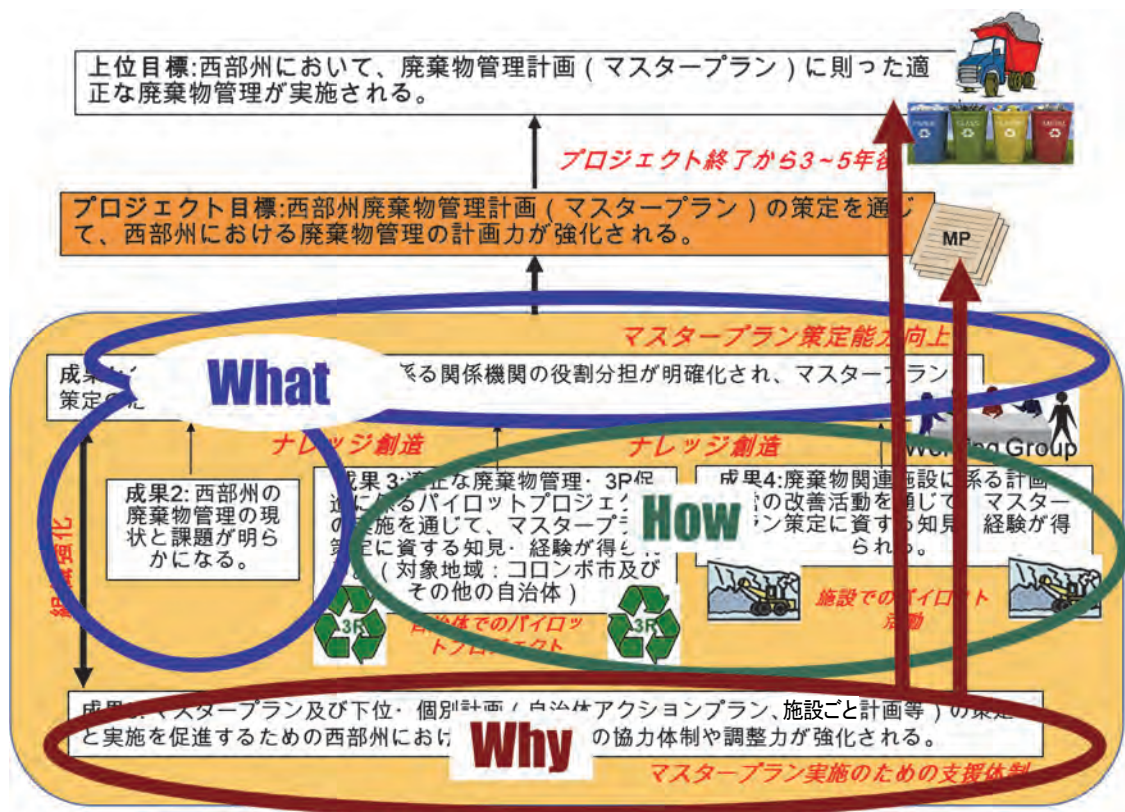 上位目標:西部州において、廃棄物管理計画(マスタープラン)に則った適
正な廃棄物管理が実施される。
プロジェクト終了から3~5年後
プロジェクト目標:西部州廃棄物管理計画(マスタープラン)の策定を通じ
て、西部州における廃棄物管理の計画力が強化される。
MP
マスタープラン策定能力向上
成果
What
係る関係機関の役割分担が明確化され、マスタープラン
策定の
ナレッジ創造
ナレッジ創造
Working Group
組織強化
成果2:西部州の
廃棄物管理の現
状と課題が明ら
かになる。
成果 3:適正な廃棄物管理・3R促
進に係るパイロットプロジェク
の実施を通じて、マスタープ
策定に資する知見・経験が得ら
(対象地域:コロンボ市及び
その他の自治体)
How
成果4:廃棄物関連施設に係る計画
営の改善活動を通じて、マスター
ラン策定に資する知見 経験が得
られる。
3R
3R
自治体でのパイロッ
トプロジェクト
施設でのパイロット
活動
成果 マスタープラン及び下位・個別計画(自治体アクションプラン、施設ごと計画等)の策定
と実施を促進するための西部州におけ
Why
の協力体制や調整力が強化される。
マスタープラン実施のための支援体制